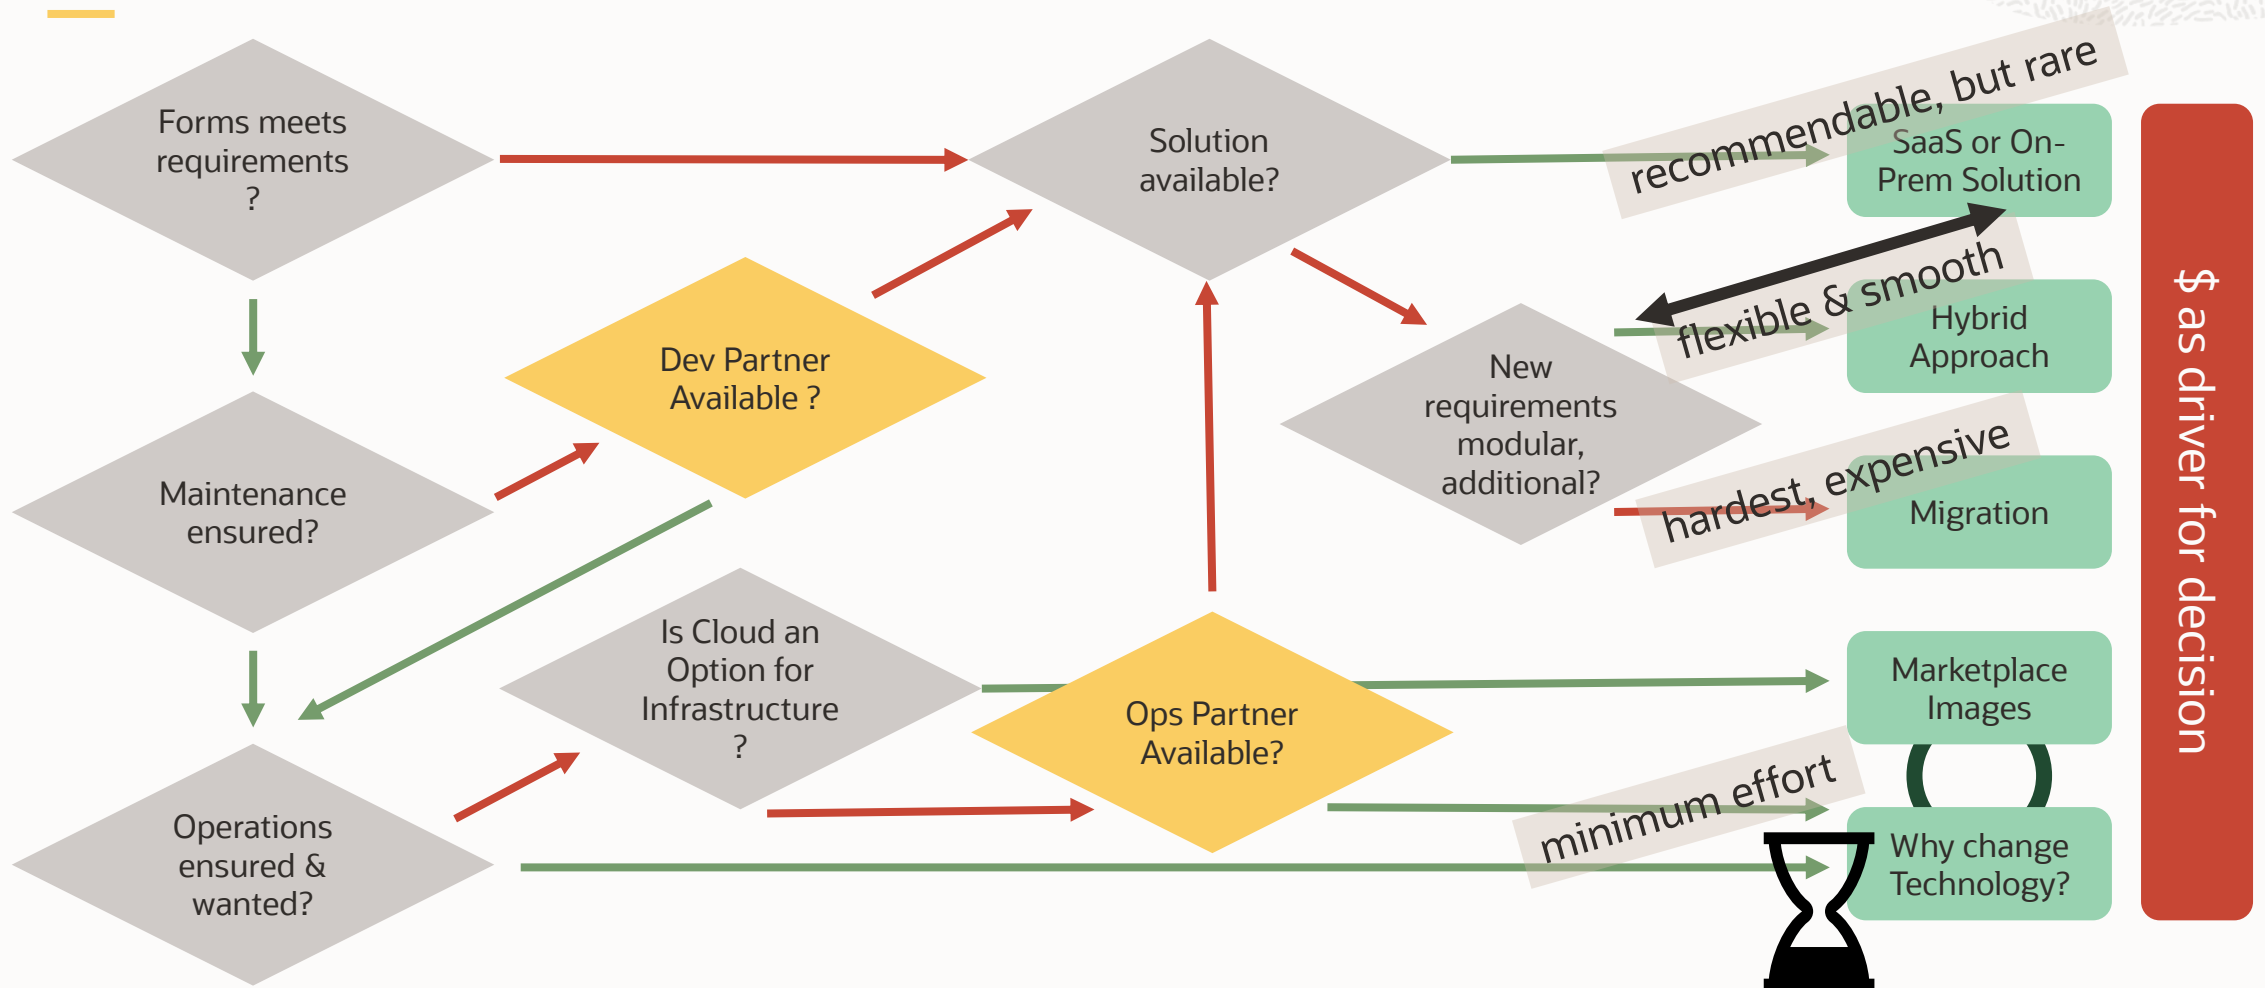 Forms meets
requirements
?
Solution
available?
recommendable, but rare
SaaS or On-
Prem Solution
Dev Partner
Available ?
flexible & smooth
Hybrid
Approach
New
requirements
modular,
additional?
hardest, expensive
Migration
Maintenance
ensured?
Is Cloud an
Option for
Infrastructure
?
Ops Partner
Available?
Marketplace
Images
minimum effort
Operations
ensured &
wanted?
Why change
Technology?
$ as driver for decision